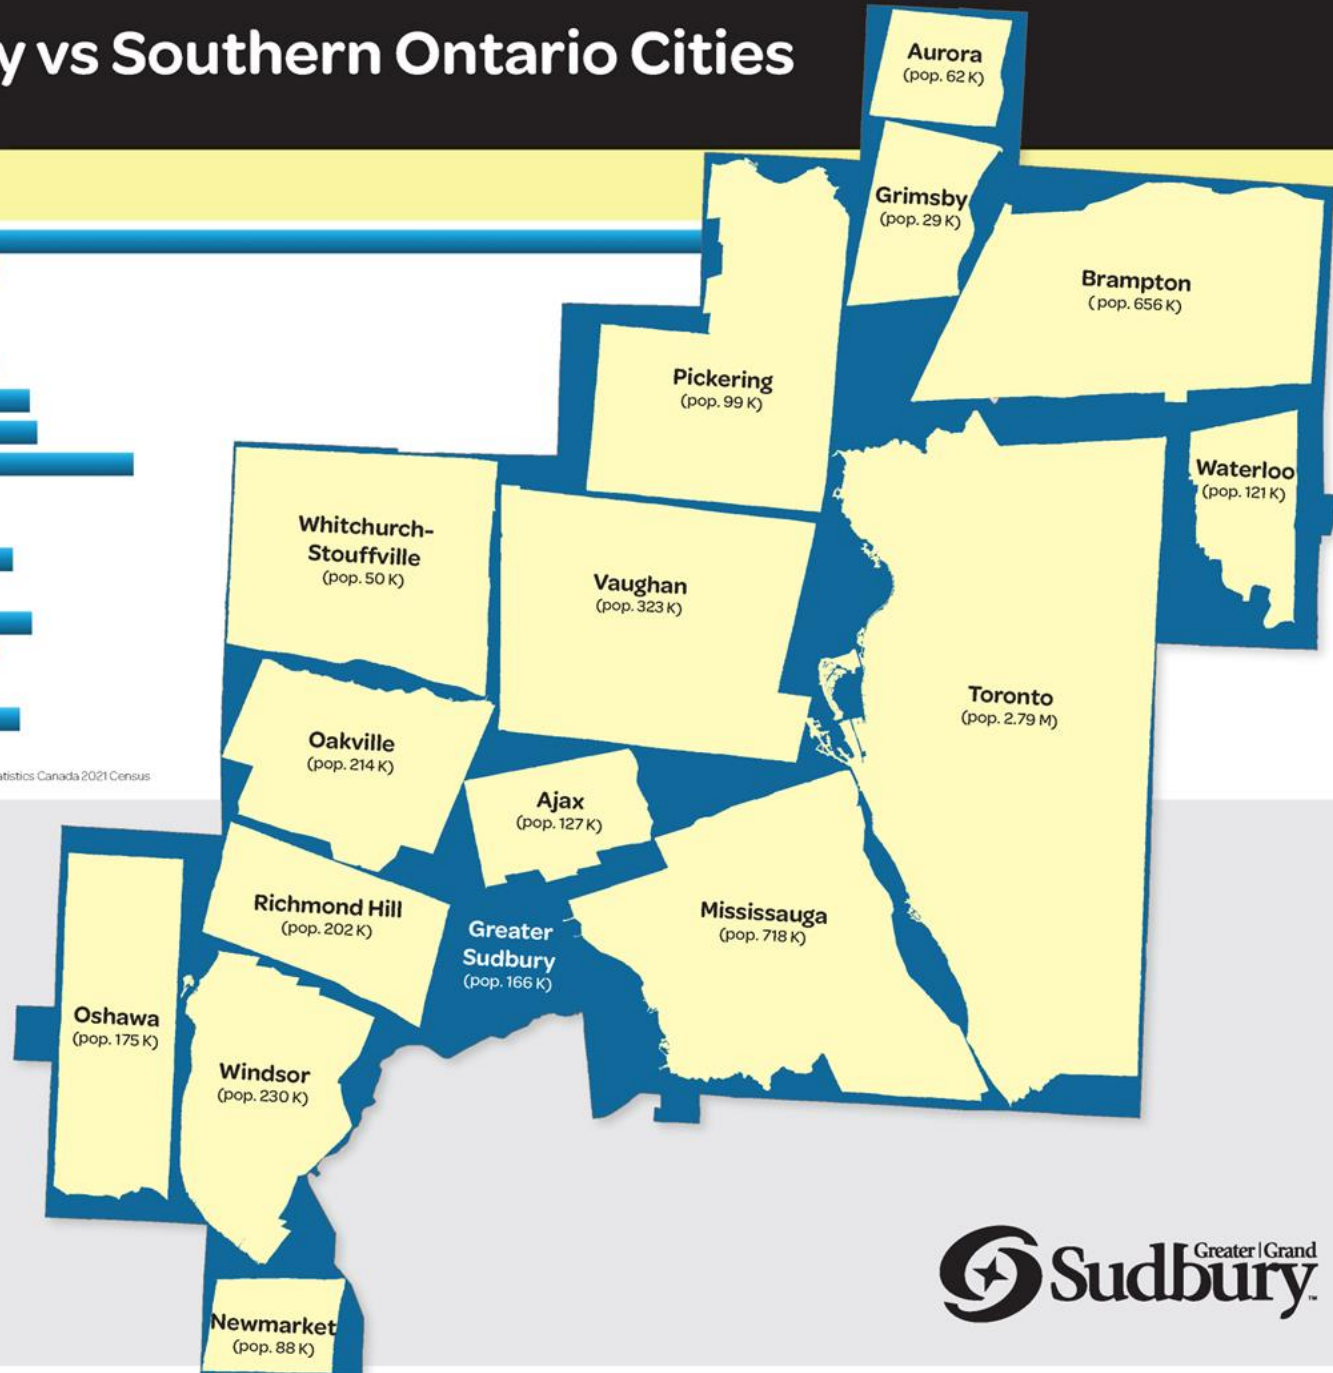 y vs Southern Ontario Cities
Aurora
(pop. 62 K)
Grimsby
(pop. 29 K)
Brampton
(pop. 656 K)
Pickering
(pop. 99 K)
Waterloo
(pop. 121 K)
Whitchurch-
Stouffville
(pop. 50 K)
Vaughan
(pop. 323 K)
Toronto
(pop. 2.79 M)
Oakville
(pop. 214 K)
atistics Canada 2021 Census
Ajax
(pop. 127 K)
Richmond Hill
(pop. 202 K)
Mississauga
(pop. 718 K)
Greater
Sudbury
(pop. 166 K)
Oshawa
(pop. 175 K)
Windsor
(pop. 230 K)
Newmarket
(pop. 88 K)
Greater | Grand
Sudbury™